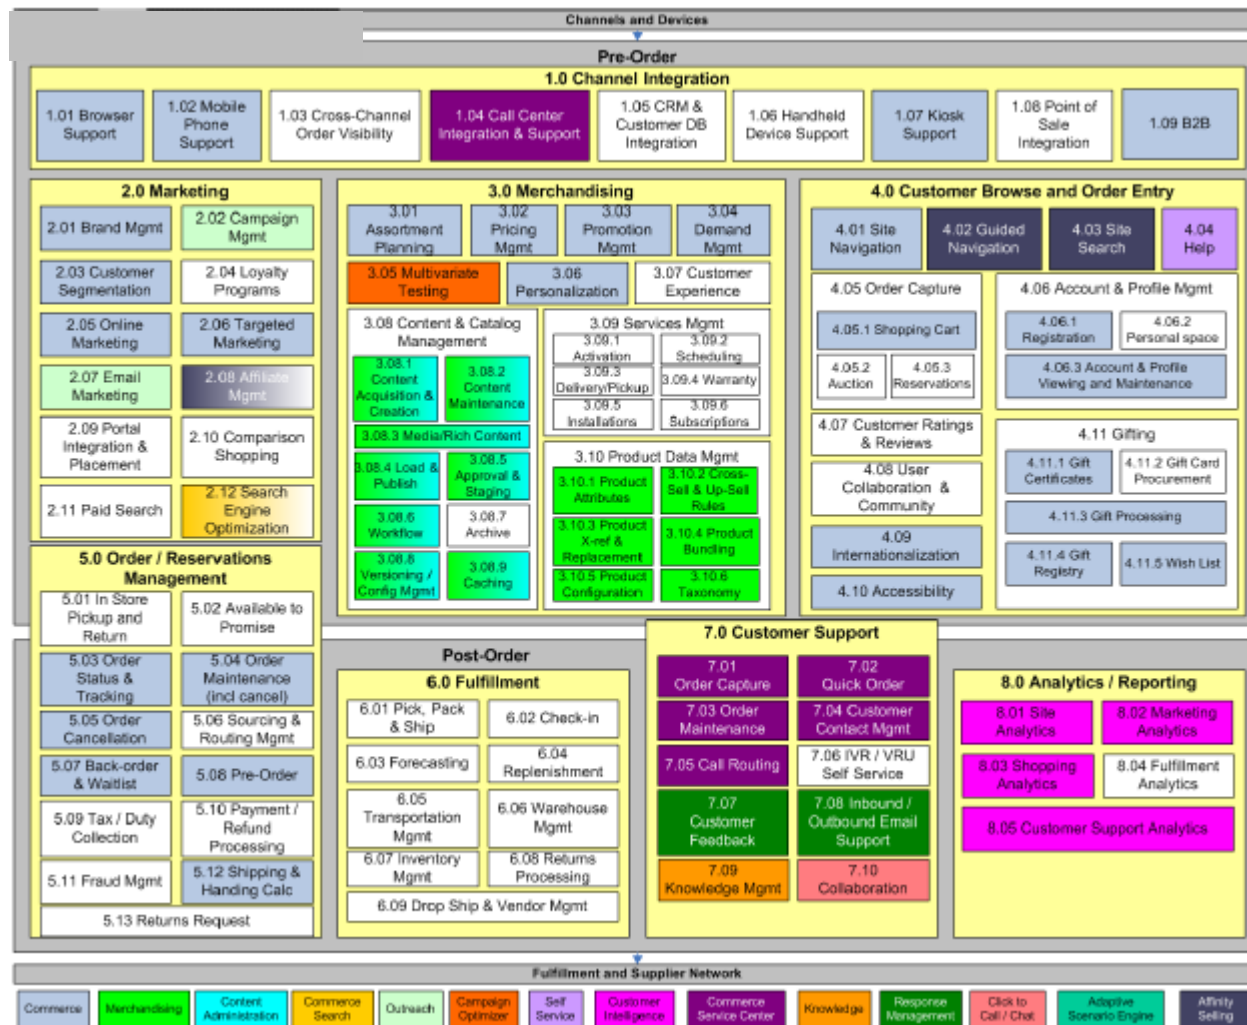 Channels and Devices
Pre-Order
1.0 Channel Integration
1.01 Browser
Support
1.02 Mobile
Phone
Support
1.03 Cross-Channel
Order Visibility
1.04 Call Center
Integration & Support
1.05 CRM &
Customer DB
Integration
1.06 Handheld
Device Support
1.07 Kiosk
Support
1.08 Point of
Sale
Integration
1.09 B2B
2.0 Marketing
2.01 Brand Mgmt
2.02 Campaign
Mgmt
2.03 Customer
Segmentation
2.04 Loyalty
Programs
2.05 Online
Marketing
2.06 Targeted
Marketing
2.07 Email
Marketing
2.08 Affiliate
Mgmt
2.09 Portal
Integration &
Placement
2.10 Comparison
Shopping
2.11 Paid Search
2.12 Search
Engine
Optimization
3.0 Merchandising
3.01
Assortment
Planning
3.02
Pricing
Mgmt
3.03
Promotion
Mgmt
3.04
Demand
Mgmt
3.05 Multivariate
Testing
3.06
Personalization
3.07 Customer
Experience
3.08 Content & Catalog
Management
3.08.1
Content
Acquisition &
Creation
3.08.2
Content
Maintenance
3.08.3 Media/Rich Content
3.08.4 Load &
Publish
3.08.5
Approval &
Staging
3.08.6
Workflow
3.08.7
Archive
3.08.8
Versioning /
Config Mgmt
3.08.9
Caching
3.09 Services Mgmt
3.09.1
Activation
3.09.2
Scheduling
3.09.3
Delivery/Pickup
3.09.4 Warranty
3.09.5
Installations
3.09.6
Subscriptions
3.10 Product Data Mgmt
3.10.1 Product
Attributes
3.10.2 Cross-
Sell & Up-Sell
Rules
3.10.3 Product
X-ref &
Replacement
3.10.4 Product
Bundling
3.10.5 Product
Configuration
3.10.6
Taxonomy
4.0 Customer Browse and Order Entry
4.01 Site
Navigation
4.02 Guided
Navigation
4.03 Site
Search
4.04
Help
4.05 Order Capture
4.05.1 Shopping Cart
4.05.2
Auction
4.05.3
Reservations
4.06 Account & Profile Mgmt
4.06.1
Registration
4.06.2
Personal space
4.06.3 Account & Profile
Viewing and Maintenance
4.07 Customer Ratings
& Reviews
4.08 User
Collaboration &
Community
4.09
Internationalization
4.10 Accessibility
4.11 Gifting
4.11.1 Gift
Certificates
4.11.2 Gift Card
Procurement
4.11.3 Gift Processing
4.11.4 Gift
Registry
4.11.5 Wish List
5.0 Order / Reservations
Management
5.01 In Store
Pickup and
Return
5.02 Available to
Promise
5.03 Order
Status &
Tracking
5.04 Order
Maintenance
(incl cancel)
5.05 Order
Cancellation
5.06 Sourcing &
Routing Mgmt
5.07 Back-order
& Waitlist
5.08 Pre-Order
5.09 Tax / Duty
Collection
5.10 Payment /
Refund
Processing
5.11 Fraud Mgmt
5.12 Shipping &
Handing Calc
5.13 Returns Request
Post-Order
6.0 Fulfillment
6.01 Pick, Pack
& Ship
6.02 Check-in
6.03 Forecasting
6.04
Replenishment
6.05
Transportation
Mgmt
6.06 Warehouse
Mgmt
6.07 Inventory
Mgmt
6.08 Returns
Processing
6.09 Drop Ship & Vendor Mgmt
7.0 Customer Support
7.01
Order Capture
7.02
Quick Order
7.03 Order
Maintenance
7.04 Customer
Contact Mgmt
7.05 Call Routing
7.06 IVR / VRU
Self Service
7.07
Customer
Feedback
7.08 Inbound /
Outbound Email
Support
7.09
Knowledge Mgmt
7.10
Collaboration
8.0 Analytics / Reporting
8.01 Site
Analytics
8.02 Marketing
Analytics
8.03 Shopping
Analytics
8.04 Fulfillment
Analytics
8.05 Customer Support Analytics
Fulfillment and Supplier Network
Commerce
Merchandising
Content
Administration
Commerce
Search
Outreach
Campaign
Optimizer
Self
Service
Customer
Intelligence
Commerce
Service Center
Knowledge
Response
Management
Click to
Call / Chat
Adaptive
Scenario Engine
Affinity
Selling